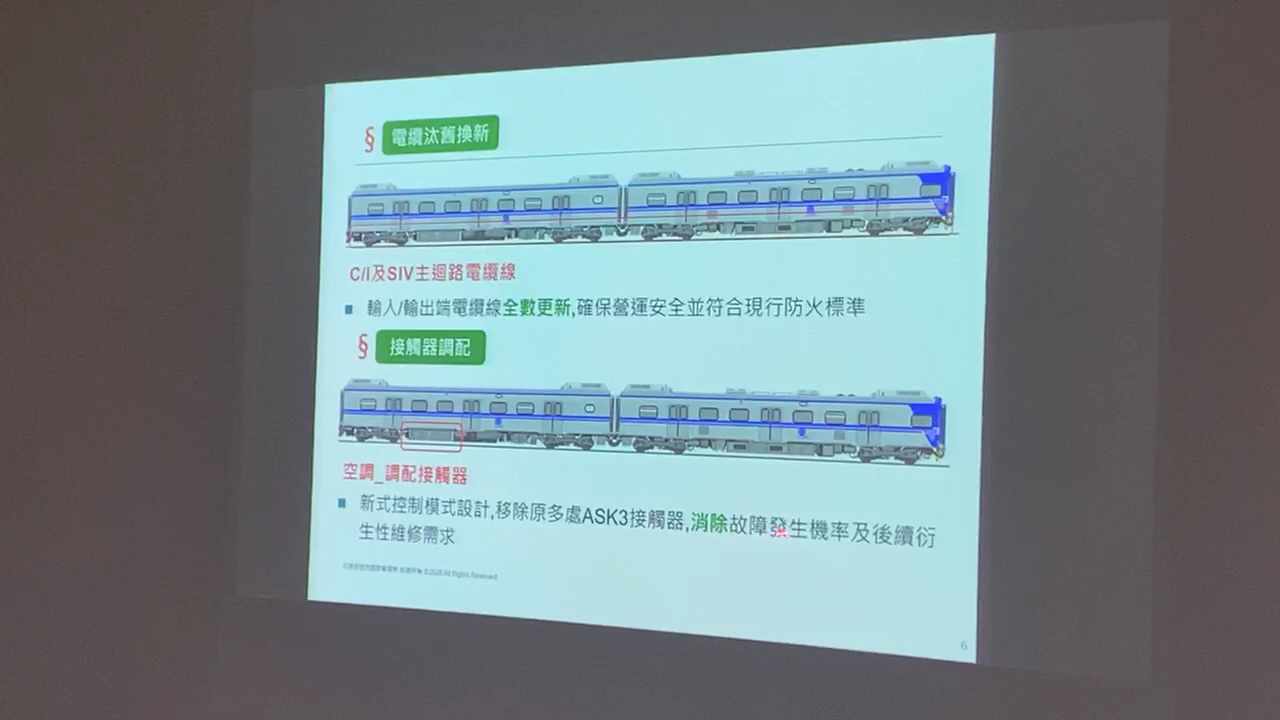 § 電纜汰舊換新
C/I及SIV主迴路電纜線
■ 輸入/輸出端電纜線全數更新,確保營運安全並符合現行防火標準
§ 接觸器調配
空調_調配接觸器
■ 新式控制模式設計,移除原多處ASK3接觸器,消除故障發生機率及後續衍
生性維修需求
All Rights Reserved
6